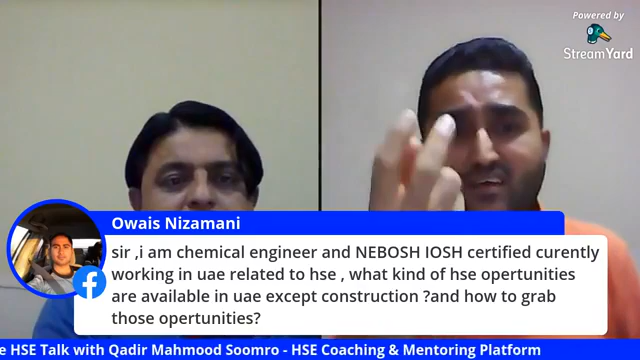 Powered by
StreamYard
Owais Nizamani
sir ,i am chemical engineer and NEBOSH IOSH certified curently
working in uae related to hse , what kind of hse opertunities
are available in uae except construction ?and how to grab
those opertunities?
HSE Talk with Qadir Mahmood Soomro - HSE Coaching & Mentoring Platform